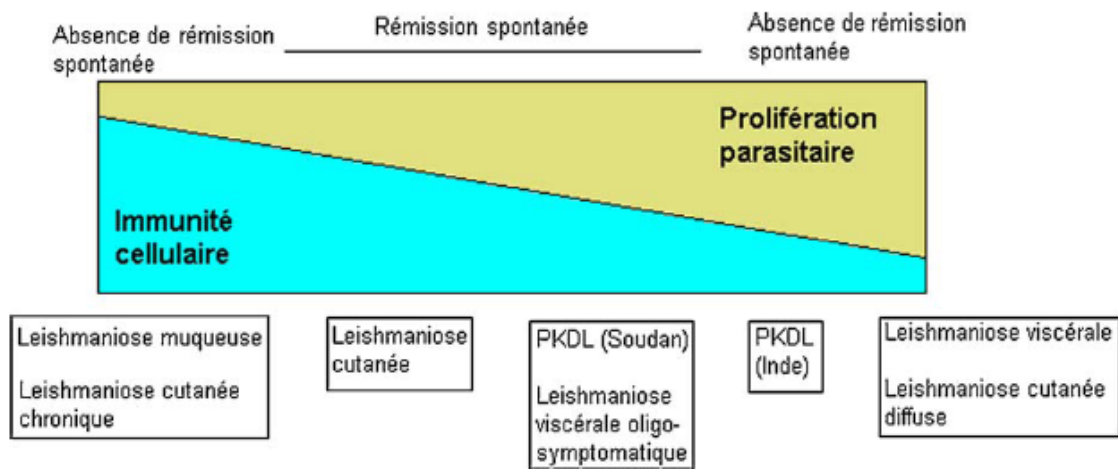 Absence de rémission
spontanée
Rémission spontanée
Absence de rémission
spontanée
Prolifération
parasitaire
Immunité
cellulaire
Leishmaniose muqueuse
Leishmaniose cutanée
chronique
Leishmaniose
cutanée
PKDL (Soudan)
Leishmaniose
viscérale oligo-
symptomatique
PKDL
(Inde)
Leishmaniose viscérale
Leishmaniose cutanée
diffuse